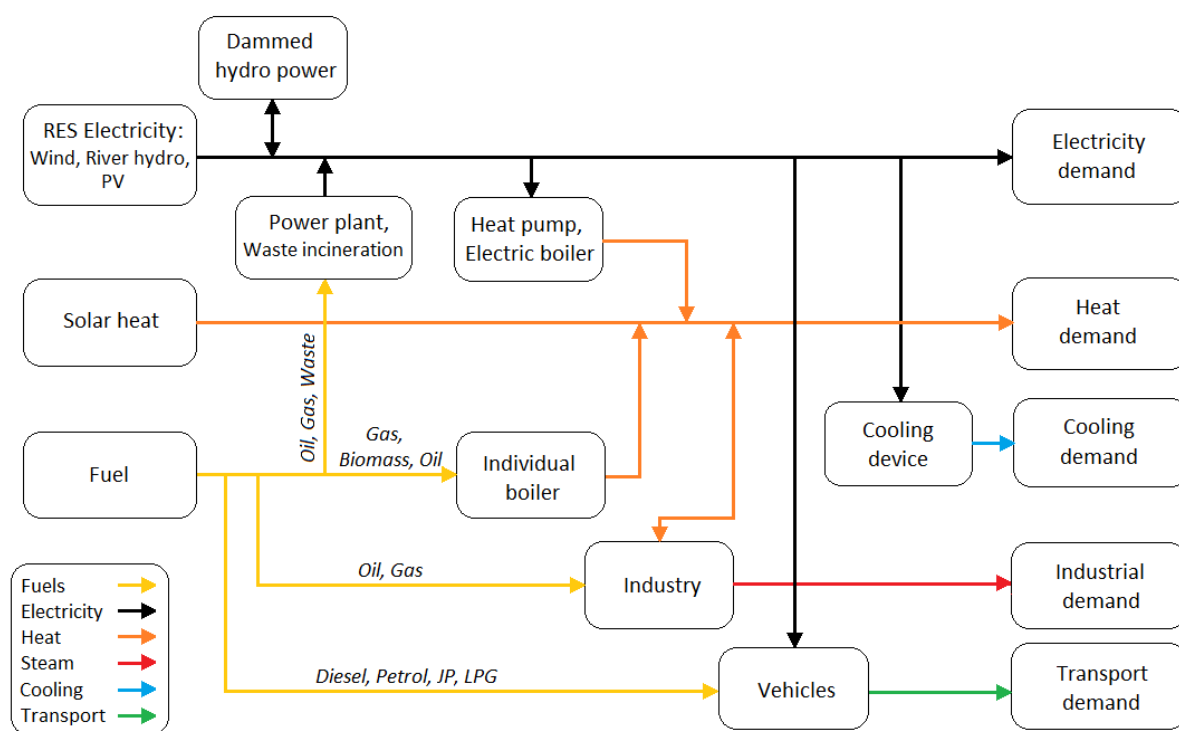 Dammed
hydro power
RES Electricity:
Wind, River hydro,
PV
Electricity
demand
Power plant,
Waste incineration
Heat pump,
Electric boiler
Solar heat
Heat
demand
Oil, Gas, Waste
Gas,
Biomass, Oil
Fuel
Individual
boiler
Cooling
device
Cooling
demand
Oil, Gas
Industry
Industrial
demand
Diesel, Petrol, JP, LPG
Vehicles
Transport
demand
Fuels
Electricity
Heat
Steam
Cooling
Transport